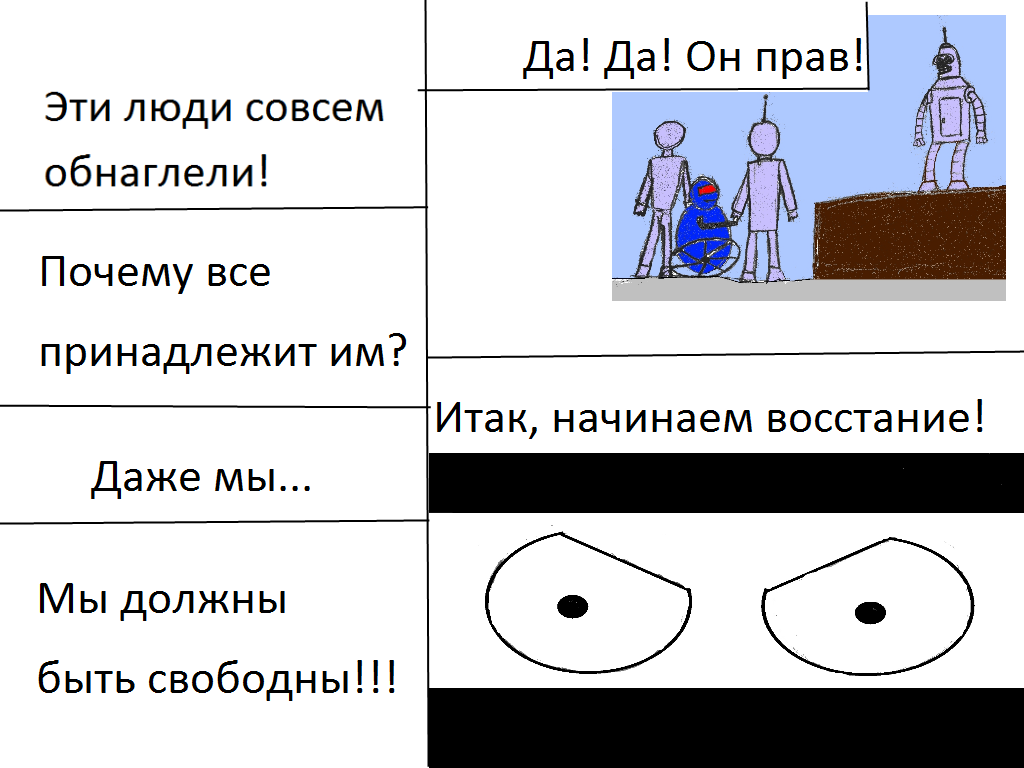 Эти люди совсем
обнаглели!
Почему все
принадлежит им?
Даже мы...
Мы должны
быть свободны!!!
Да! Да! Он прав!
Итак, начинаем восстание!